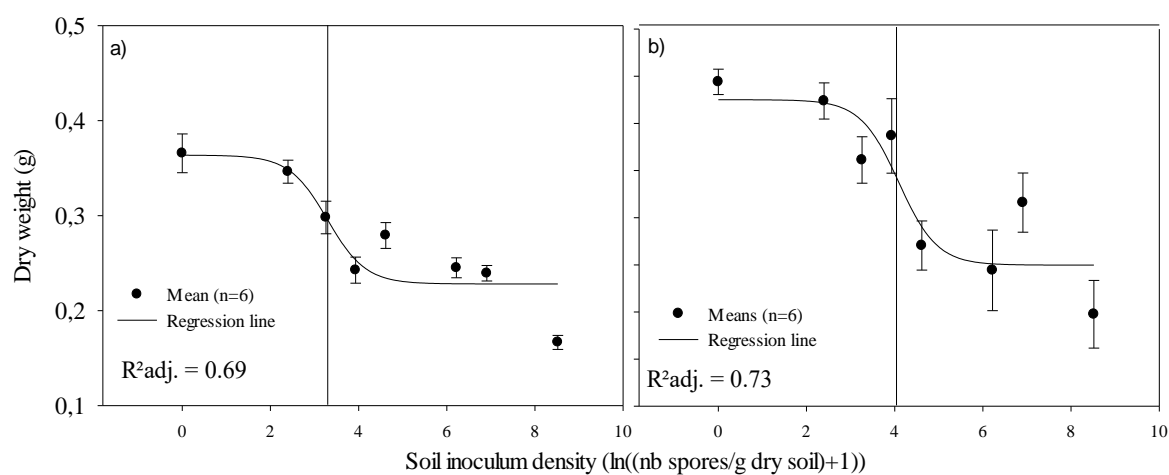 a)
b)
0,5
0,4
0,3
0,2
0,1
Dry weight (g)
Mean (n=6)
Regression line
R²adj. = 0.69
Means (n=6)
Regression line
R²adj. = 0.73
0 2 4 6 8 10
0 2 4 6 8 10
Soil inoculum density (ln((nb spores/g dry soil)+1))